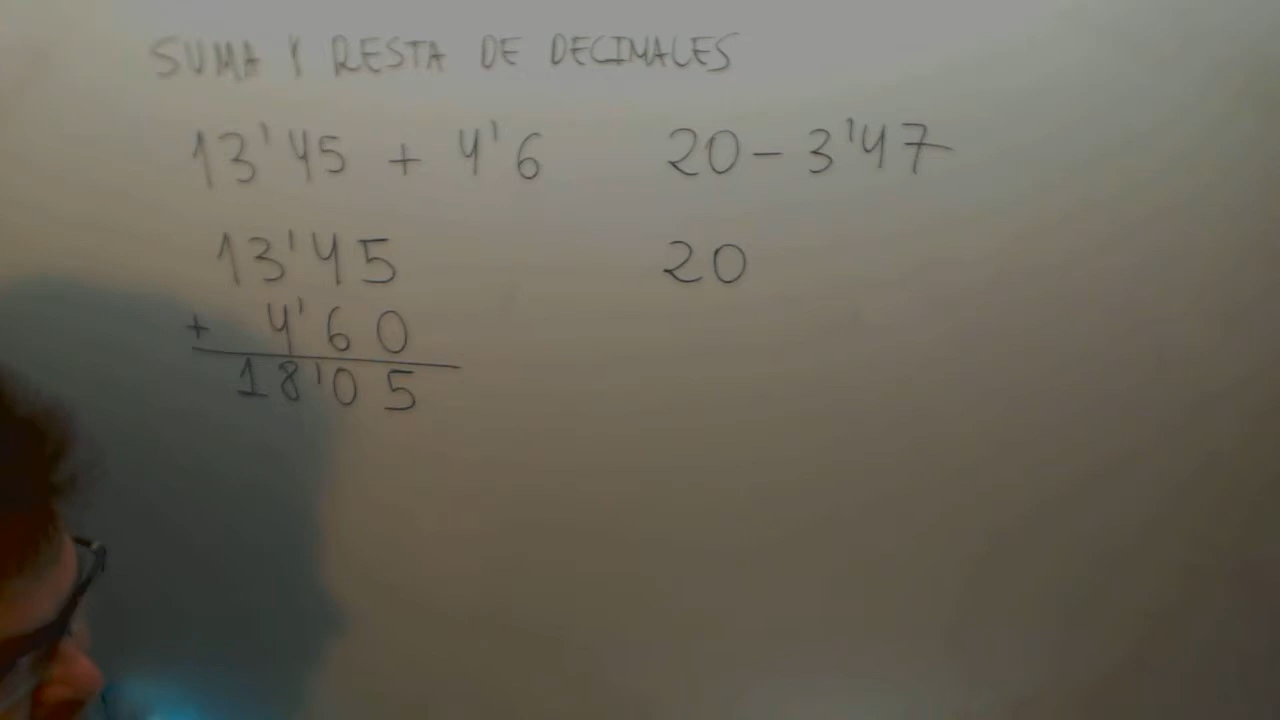 SUMA Y RESTA DE DECIMALES
13'45 + 4'6 20 - 3'47
13'45 20
+ 4'60
18'05